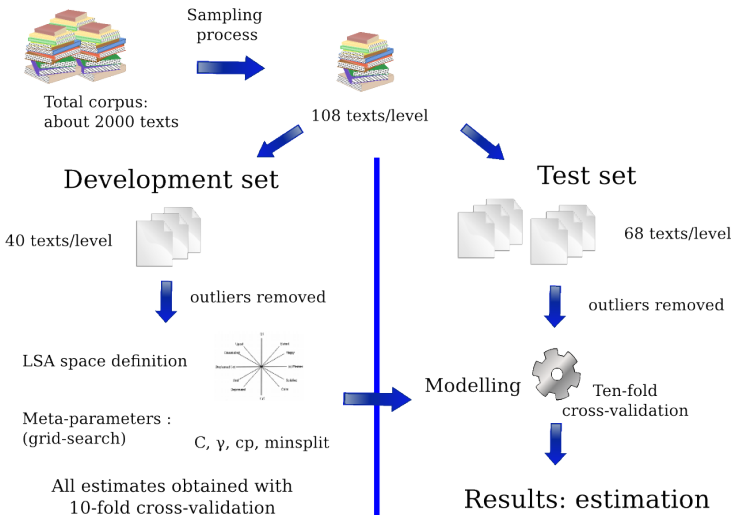 Sampling
process
Total corpus:
about 2000 texts
108 texts/level
Development set
Test set
40 texts/level
68 texts/level
outliers removed
outliers removed
LSA space definition
Modelling
Ten-fold
cross-validation
Meta-parameters :
(grid-search)
C, γ, cp, minsplit
All estimates obtained with
10-fold cross-validation
Results: estimation